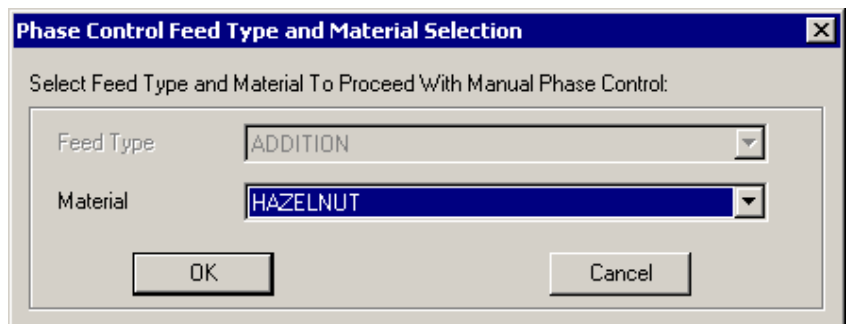 Phase Control Feed Type and Material Selection
Select Feed Type and Material To Proceed With Manual Phase Control:
Feed Type ADDITION
Material HAZELNUT
OK Cancel